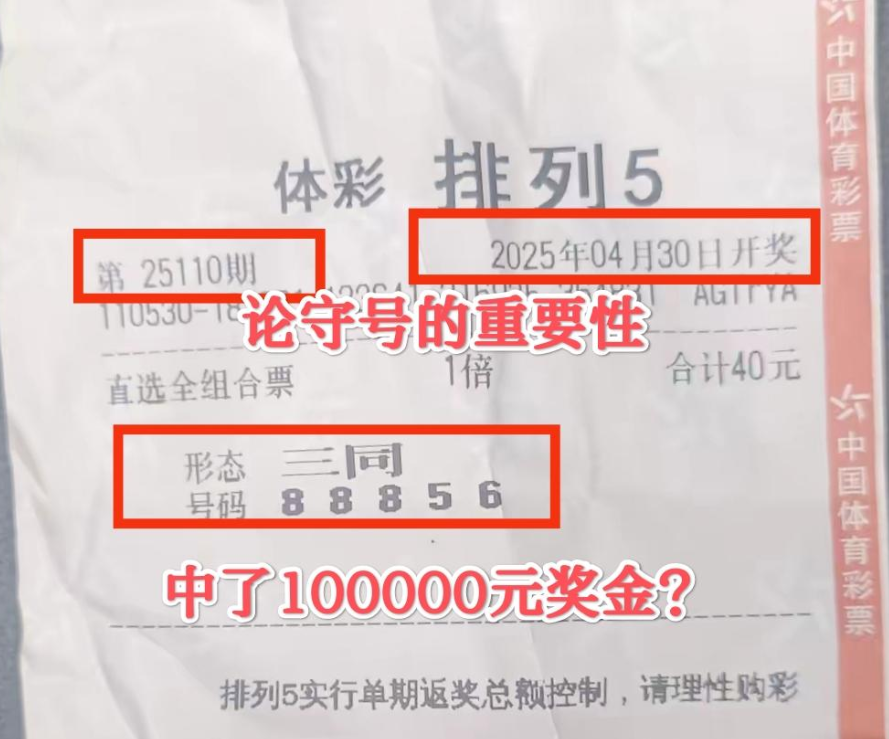 体彩 排列5
第 25110期 2025年04月30日开奖
110530-18
AGTFYA
论守号的重要性
直选全组合票 1倍 合计40元
形态 三同
号码 8 8 8 5 6
中了100000元奖金?
排列5实行单期返奖总额控制，请理性购彩
中国体育彩票
中国体育彩票